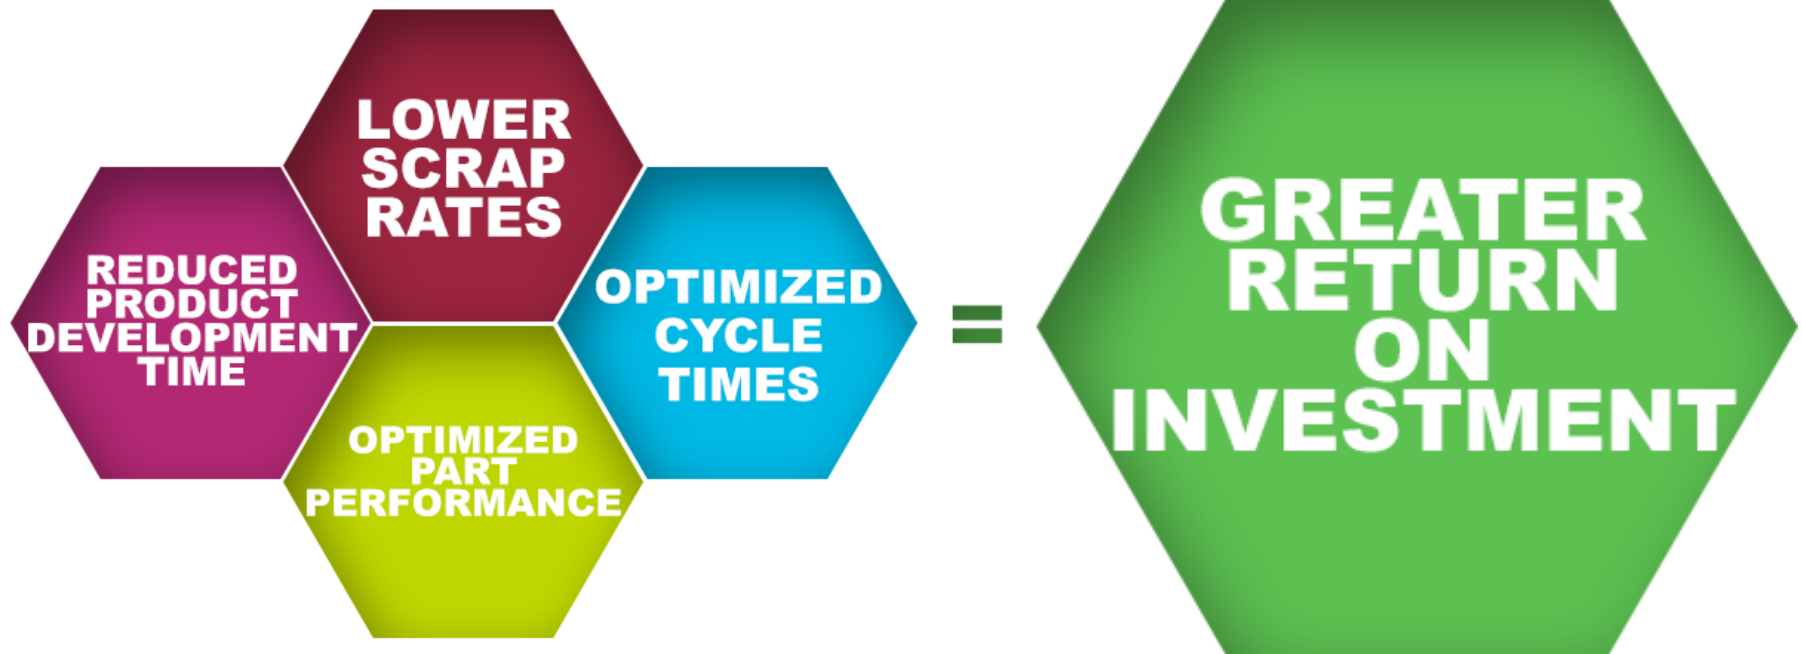 LOWER
SCRAP
RATES
REDUCED
PRODUCT
DEVELOPMENT
TIME
OPTIMIZED
CYCLE
TIMES
OPTIMIZED
PART
PERFORMANCE
=
GREATER
RETURN
ON
INVESTMENT